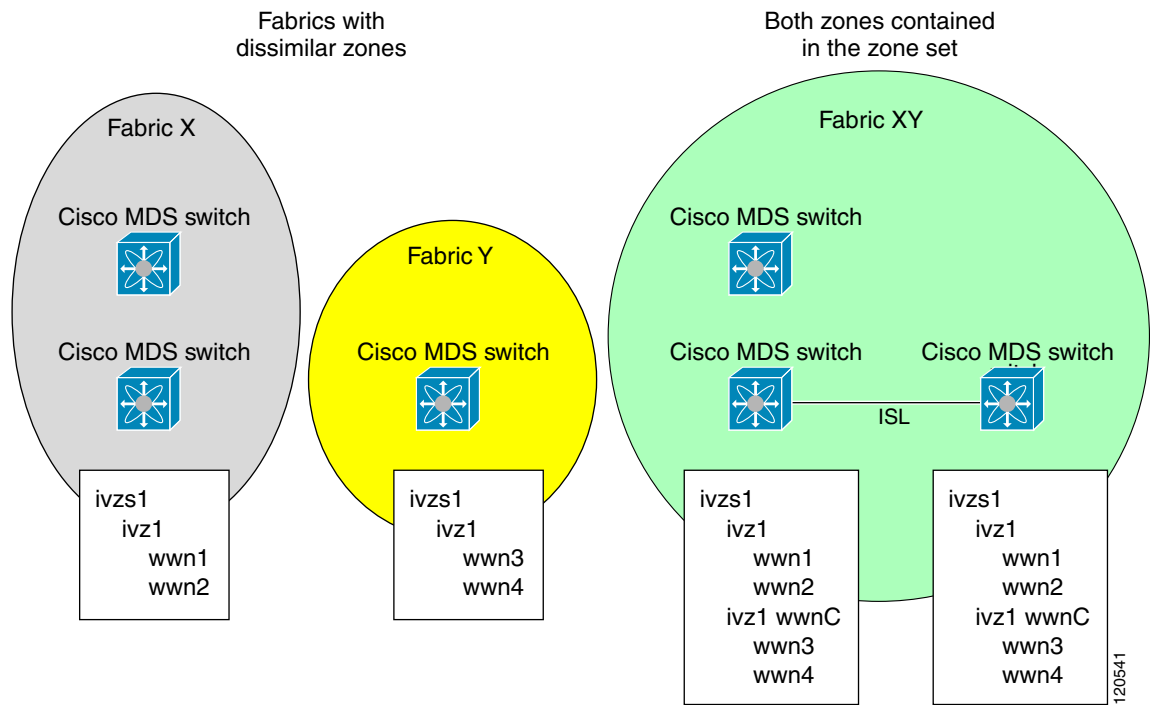 Fabrics with
dissimilar zones
Both zones contained
in the zone set
Fabric X
Cisco MDS switch
Cisco MDS switch
ivzs1
ivz1
wwn1
wwn2
Fabric Y
Cisco MDS switch
ivzs1
ivz1
wwn3
wwn4
Fabric XY
Cisco MDS switch
Cisco MDS switch
Cisco MDS switch
ISL
ivzs1
ivz1
wwn1
wwn2
ivz1 wwnC
wwn3
wwn4
ivzs1
ivz1
wwn1
wwn2
ivz1 wwnC
wwn3
wwn4
120541